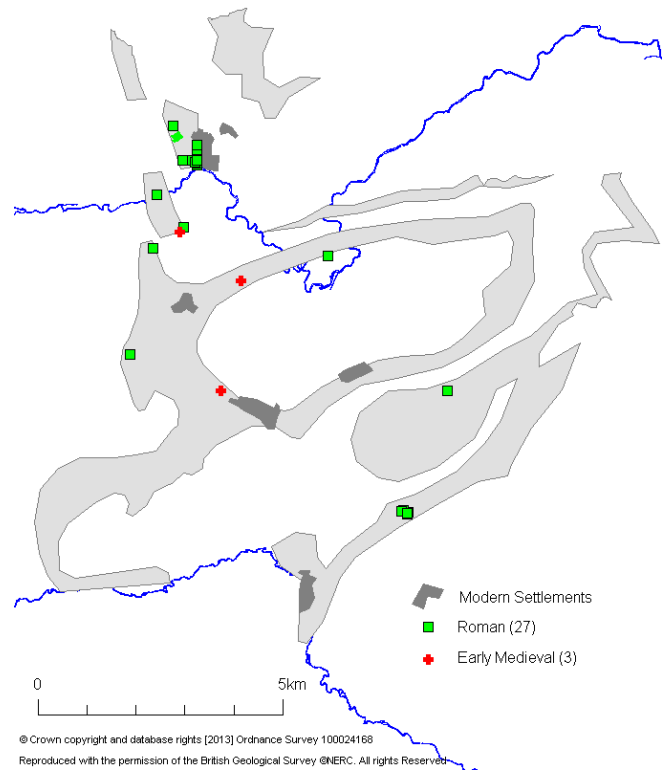 Modern Settlements
Roman (27)
Early Medieval (3)
0 5km
© Crown copyright and database rights [2013] Ordnance Survey 100024168
Reproduced with the permission of the British Geological Survey ©NERC. All rights Reserved